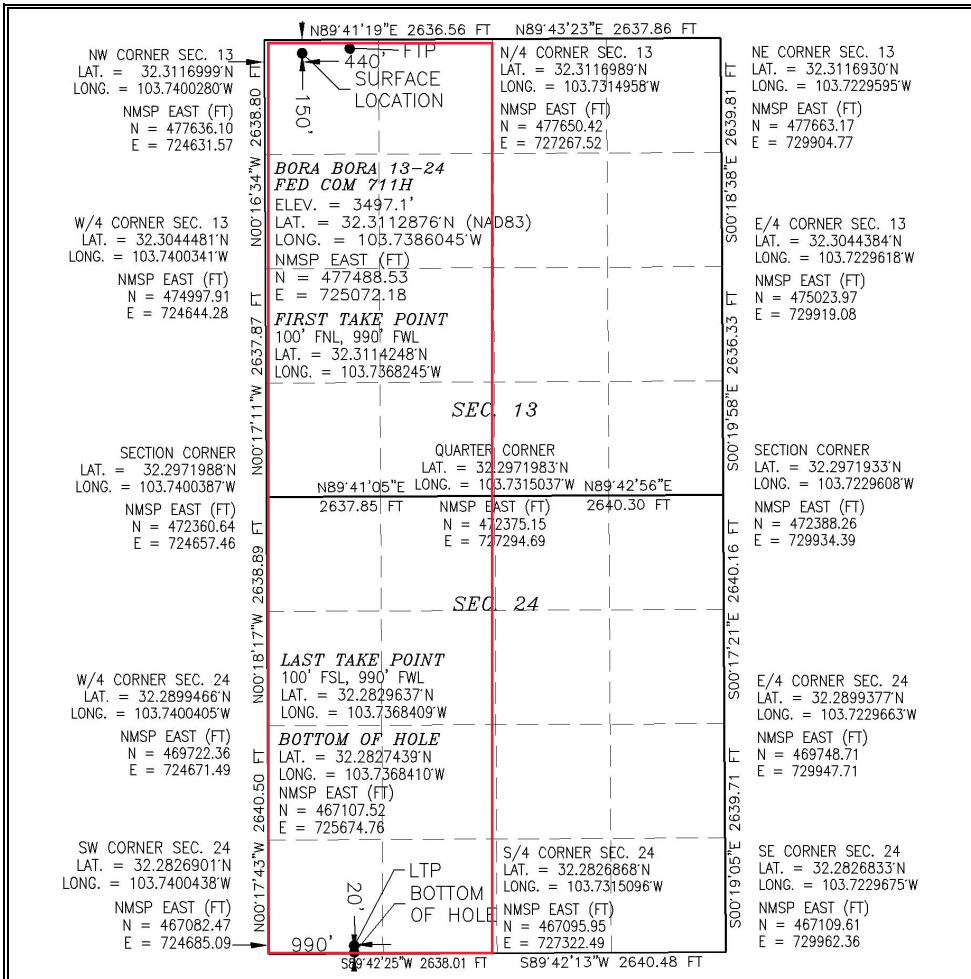 N89°41'19"E 2636.56 FT
N89°43'23"E 2637.86 FT
NW CORNER SEC. 13
LAT. = 32.3116999°N
LONG. = 103.7400280°W
NMSP EAST (FT)
N = 477636.10
E = 724631.57
FTP
440'
SURFACE
LOCATION
150'
N/4 CORNER SEC. 13
LAT. = 32.3116989°N
LONG. = 103.7314958°W
NMSP EAST (FT)
N = 477650.42
E = 727267.52
NE CORNER SEC. 13
LAT. = 32.3116930°N
LONG. = 103.7229595°W
NMSP EAST (FT)
N = 477663.17
E = 729904.77
N00°16'34"W 2638.80 FT
S00°18'38"E 2639.81 FT
BORA BORA 13-24
FED COM 711H
ELEV. = 3497.1'
LAT. = 32.3112876°N (NAD83)
LONG. = 103.7386045°W
NMSP EAST (FT)
N = 477488.53
E = 725072.18
W/4 CORNER SEC. 13
LAT. = 32.3044481°N
LONG. = 103.7400341°W
NMSP EAST (FT)
N = 474997.91
E = 724644.28
E/4 CORNER SEC. 13
LAT. = 32.3044384°N
LONG. = 103.7229618°W
NMSP EAST (FT)
N = 475023.97
E = 729919.08
FIRST TAKE POINT
100' FNL, 990' FWL
LAT. = 32.3114248°N
LONG. = 103.7368245°W
N00°17'11"W 2637.87 FT
S00°19'58"E 2636.33 FT
SEC. 13
SECTION CORNER
LAT. = 32.2971988°N
LONG. = 103.7400387°W
NMSP EAST (FT)
N = 472360.64
E = 724657.46
QUARTER CORNER
LAT. = 32.2971983°N
LONG. = 103.7315037°W
N89°41'05"E
2637.85 FT
N89°42'56"E
2640.30 FT
NMSP EAST (FT)
N = 472375.15
E = 727294.69
SECTION CORNER
LAT. = 32.2971933°N
LONG. = 103.7229608°W
NMSP EAST (FT)
N = 472388.26
E = 729934.39
N00°18'17"W 2638.89 FT
S00°17'21"E 2640.16 FT
SEC. 24
LAST TAKE POINT
100' FSL, 990' FWL
LAT. = 32.2829637°N
LONG. = 103.7368409°W
W/4 CORNER SEC. 24
LAT. = 32.2899466°N
LONG. = 103.7400405°W
NMSP EAST (FT)
N = 469722.36
E = 724671.49
E/4 CORNER SEC. 24
LAT. = 32.2899377°N
LONG. = 103.7229663°W
NMSP EAST (FT)
N = 469748.71
E = 729947.71
BOTTOM OF HOLE
LAT. = 32.2827439°N
LONG. = 103.7368410°W
NMSP EAST (FT)
N = 467107.52
E = 725674.76
N00°17'43"W 2640.50 FT
S00°19'05"E 2639.71 FT
SW CORNER SEC. 24
LAT. = 32.2826901°N
LONG. = 103.7400438°W
NMSP EAST (FT)
N = 467082.47
E = 724685.09
LTP
BOTTOM
OF HOLE
20'
990'
S/4 CORNER SEC. 24
LAT. = 32.2826868°N
LONG. = 103.7315096°W
NMSP EAST (FT)
N = 467095.95
E = 727322.49
SE CORNER SEC. 24
LAT. = 32.2826833°N
LONG. = 103.7229675°W
NMSP EAST (FT)
N = 467109.61
E = 729962.36
S89°42'25"W 2638.01 FT
S89°42'13"W 2640.48 FT